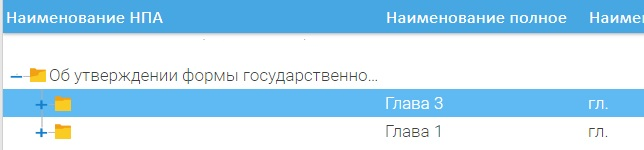 Наименование НПА Наименование полное Наимен
Об утверждении формы государственно...
Глава 3 гл.
Глава 1 гл.